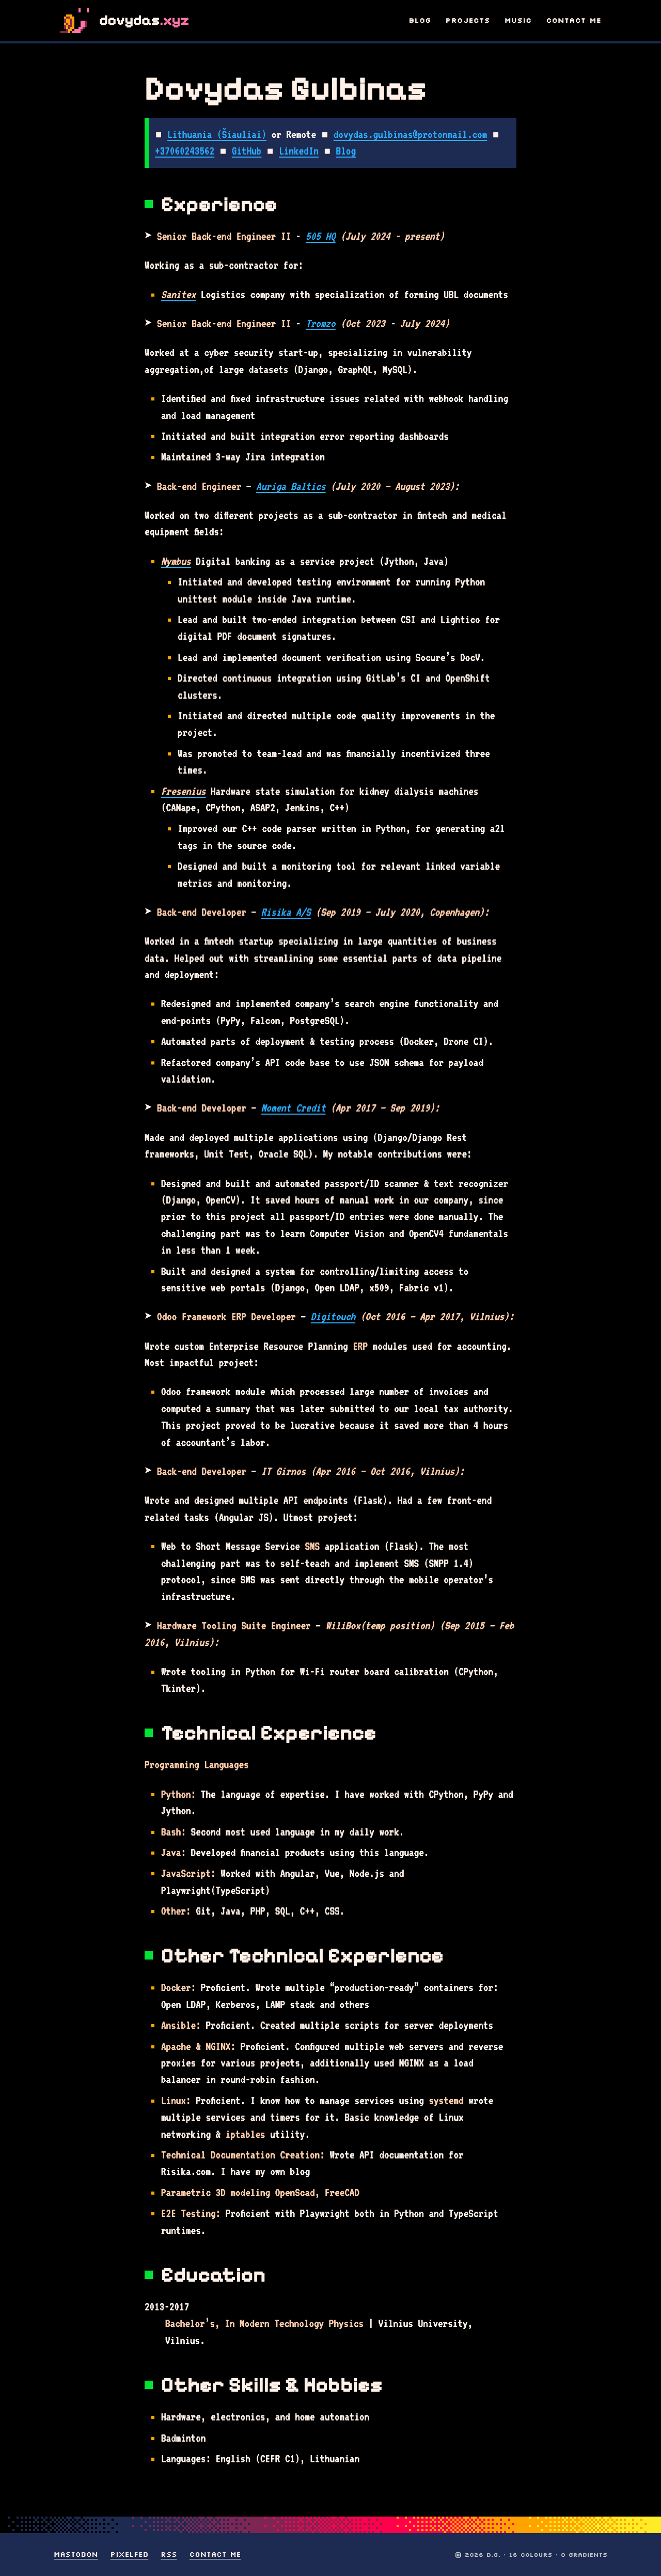 dovydas.xyz
BLOG PROJECTS MUSIC CONTACT ME
Dovydas Gulbinas
Lithuania (Šiauliai) or Remote ■ dovydas.gulbinas@protonmail.com ■
+37060243562 ■ GitHub ■ LinkedIn ■ Blog
Experience
➤ Senior Back-end Engineer II - 505 HQ (July 2024 - present)
Working as a sub-contractor for:
Sanitex Logistics company with specialization of forming UBL documents
➤ Senior Back-end Engineer II - Tromzo (Oct 2023 - July 2024)
Worked at a cyber security start-up, specializing in vulnerability
aggregation,of large datasets (Django, GraphQL, MySQL).
Identified and fixed infrastructure issues related with webhook handling
and load management
Initiated and built integration error reporting dashboards
Maintained 3-way Jira integration
➤ Back-end Engineer – Auriga Baltics (July 2020 – August 2023):
Worked on two different projects as a sub-contractor in fintech and medical
equipment fields:
Nymbus Digital banking as a service project (Jython, Java)
Initiated and developed testing environment for running Python
unittest module inside Java runtime.
Lead and built two-ended integration between CSI and Lightico for
digital PDF document signatures.
Lead and implemented document verification using Socure’s DocV.
Directed continuous integration using GitLab’s CI and OpenShift
clusters.
Initiated and directed multiple code quality improvements in the
project.
Was promoted to team-lead and was financially incentivized three
times.
Fresenius Hardware state simulation for kidney dialysis machines
(CANape, CPython, ASAP2, Jenkins, C++)
Improved our C++ code parser written in Python, for generating a2l
tags in the source code.
Designed and built a monitoring tool for relevant linked variable
metrics and monitoring.
➤ Back-end Developer – Risika A/S (Sep 2019 – July 2020, Copenhagen):
Worked in a fintech startup specializing in large quantities of business
data. Helped out with streamlining some essential parts of data pipeline
and deployment:
Redesigned and implemented company’s search engine functionality and
end-points (PyPy, Falcon, PostgreSQL).
Automated parts of deployment & testing process (Docker, Drone CI).
Refactored company’s API code base to use JSON schema for payload
validation.
➤ Back-end Developer – Moment Credit (Apr 2017 – Sep 2019):
Made and deployed multiple applications using (Django/Django Rest
frameworks, Unit Test, Oracle SQL). My notable contributions were:
Designed and built and automated passport/ID scanner & text recognizer
(Django, OpenCV). It saved hours of manual work in our company, since
prior to this project all passport/ID entries were done manually. The
challenging part was to learn Computer Vision and OpenCV4 fundamentals
in less than 1 week.
Built and designed a system for controlling/limiting access to
sensitive web portals (Django, Open LDAP, x509, Fabric v1).
➤ Odoo Framework ERP Developer – Digitouch (Oct 2016 – Apr 2017, Vilnius):
Wrote custom Enterprise Resource Planning ERP modules used for accounting.
Most impactful project:
Odoo framework module which processed large number of invoices and
computed a summary that was later submitted to our local tax authority.
This project proved to be lucrative because it saved more than 4 hours
of accountant’s labor.
➤ Back-end Developer – IT Girnos (Apr 2016 – Oct 2016, Vilnius):
Wrote and designed multiple API endpoints (Flask). Had a few front-end
related tasks (Angular JS). Utmost project:
Web to Short Message Service SMS application (Flask). The most
challenging part was to self-teach and implement SMS (SMPP 1.4)
protocol, since SMS was sent directly through the mobile operator’s
infrastructure.
➤ Hardware Tooling Suite Engineer – WiliBox(temp position) (Sep 2015 – Feb
2016, Vilnius):
Wrote tooling in Python for Wi-Fi router board calibration (CPython,
Tkinter).
Technical Experience
Programming Languages
Python: The language of expertise. I have worked with CPython, PyPy and
Jython.
Bash: Second most used language in my daily work.
Java: Developed financial products using this language.
JavaScript: Worked with Angular, Vue, Node.js and
Playwright(TypeScript)
Other: Git, Java, PHP, SQL, C++, CSS.
Other Technical Experience
Docker: Proficient. Wrote multiple “production-ready” containers for:
Open LDAP, Kerberos, LAMP stack and others
Ansible: Proficient. Created multiple scripts for server deployments
Apache & NGINX: Proficient. Configured multiple web servers and reverse
proxies for various projects, additionally used NGINX as a load
balancer in round-robin fashion.
Linux: Proficient. I know how to manage services using systemd wrote
multiple services and timers for it. Basic knowledge of Linux
networking & iptables utility.
Technical Documentation Creation: Wrote API documentation for
Risika.com. I have my own blog
Parametric 3D modeling OpenScad, FreeCAD
E2E Testing: Proficient with Playwright both in Python and TypeScript
runtimes.
Education
2013-2017
Bachelor’s, In Modern Technology Physics | Vilnius University,
Vilnius.
Other Skills & Hobbies
Hardware, electronics, and home automation
Badminton
Languages: English (CEFR C1), Lithuanian
MASTODON PIXELFED RSS CONTACT ME
© 2026 D.G. · 16 COLOURS · 0 GRADIENTS